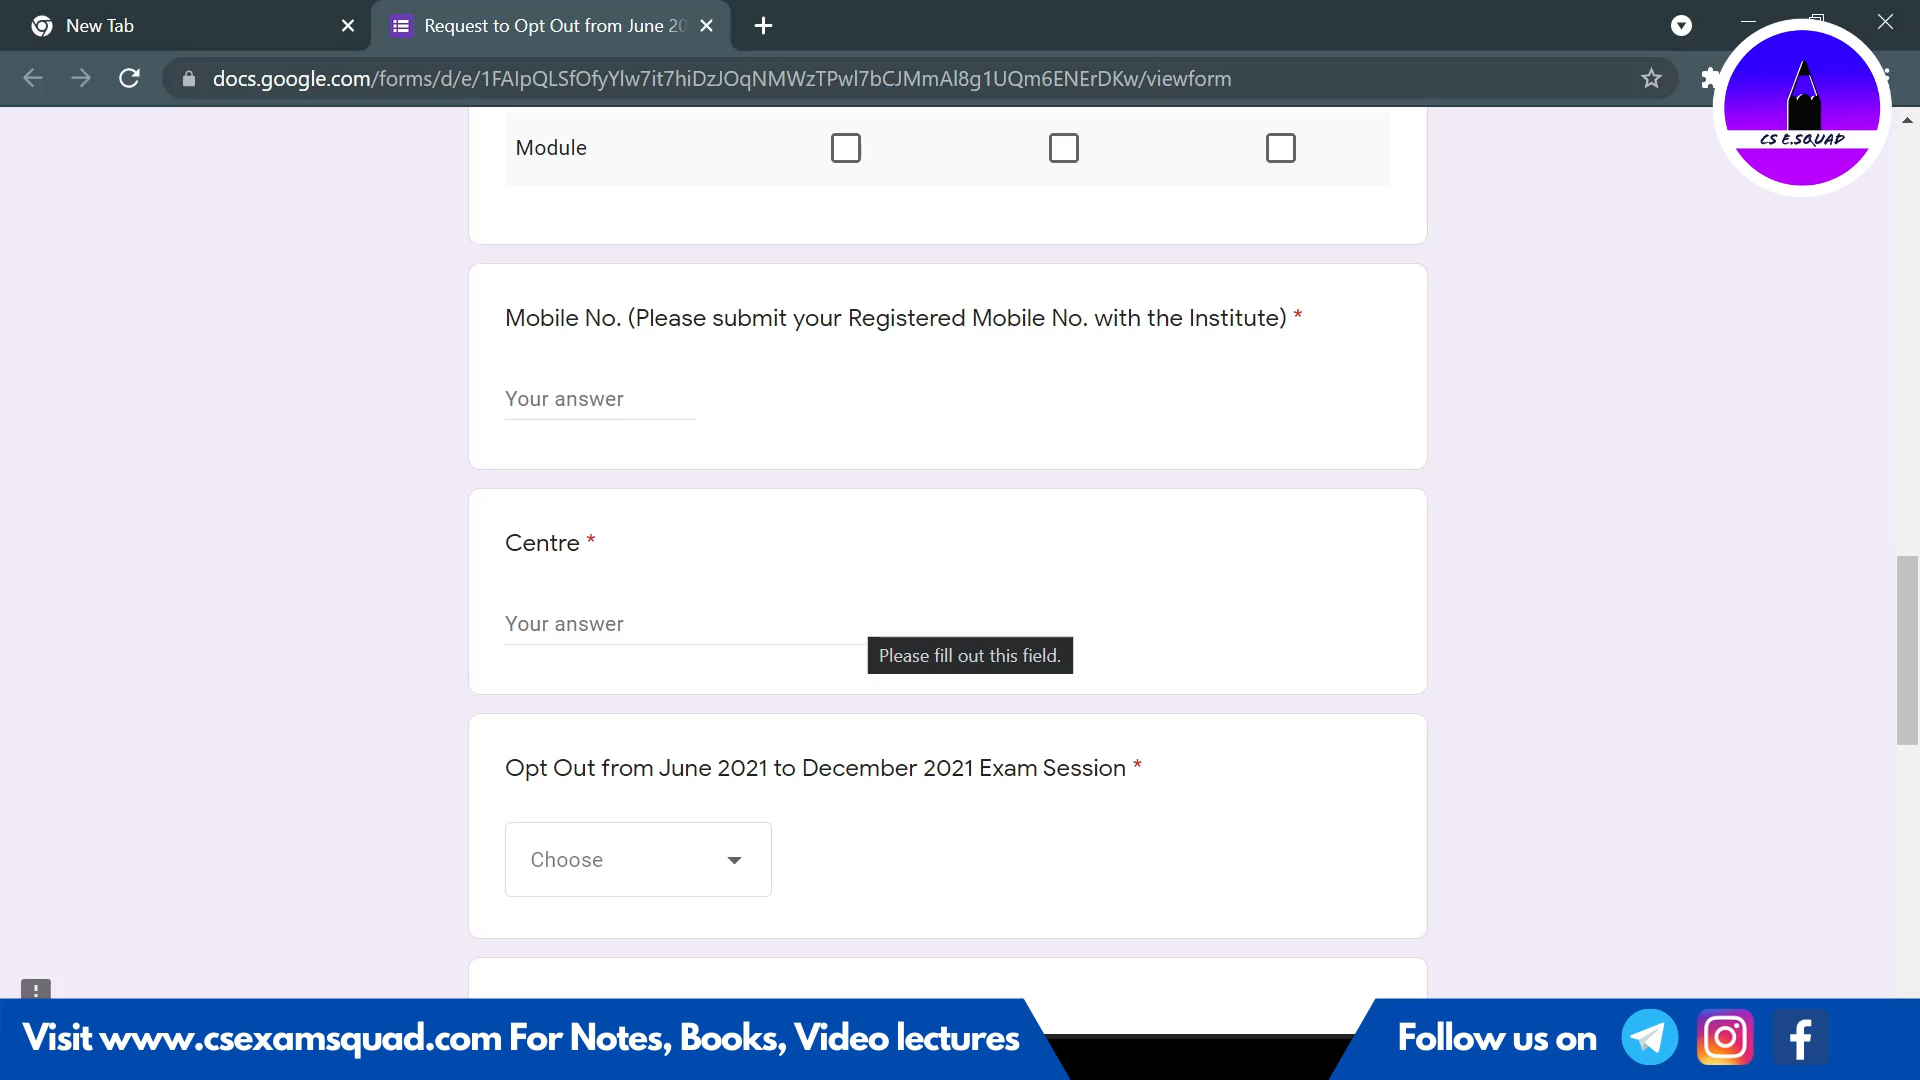 New Tab
Request to Opt Out from June 20
docs.google.com/forms/d/e/1FAIpQLSfOfyYlw7it7hiDzJOqNMWzTPwl7bCJMmAl8g1UQm6ENErDKw/viewform
CS E.SQUAD
Module
Mobile No. (Please submit your Registered Mobile No. with the Institute) *
Your answer
Centre *
Your answer
Please fill out this field.
Opt Out from June 2021 to December 2021 Exam Session *
Choose
Visit www.csexamsquad.com For Notes, Books, Video lectures
Follow us on